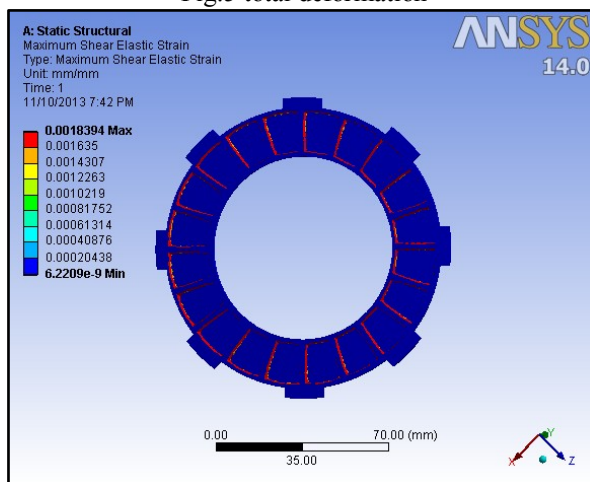 Fig.5 total deformation
A: Static Structural
Maximum Shear Elastic Strain
Type: Maximum Shear Elastic Strain
Unit: mm/mm
Time: 1
11/10/2013 7:42 PM
ANSYS
14.0
0.0018394 Max
0.001635
0.0014307
0.0012263
0.0010219
0.00081752
0.00061314
0.00040876
0.00020438
6.2209e-9 Min
0.00 70.00 (mm)
35.00
X Y Z